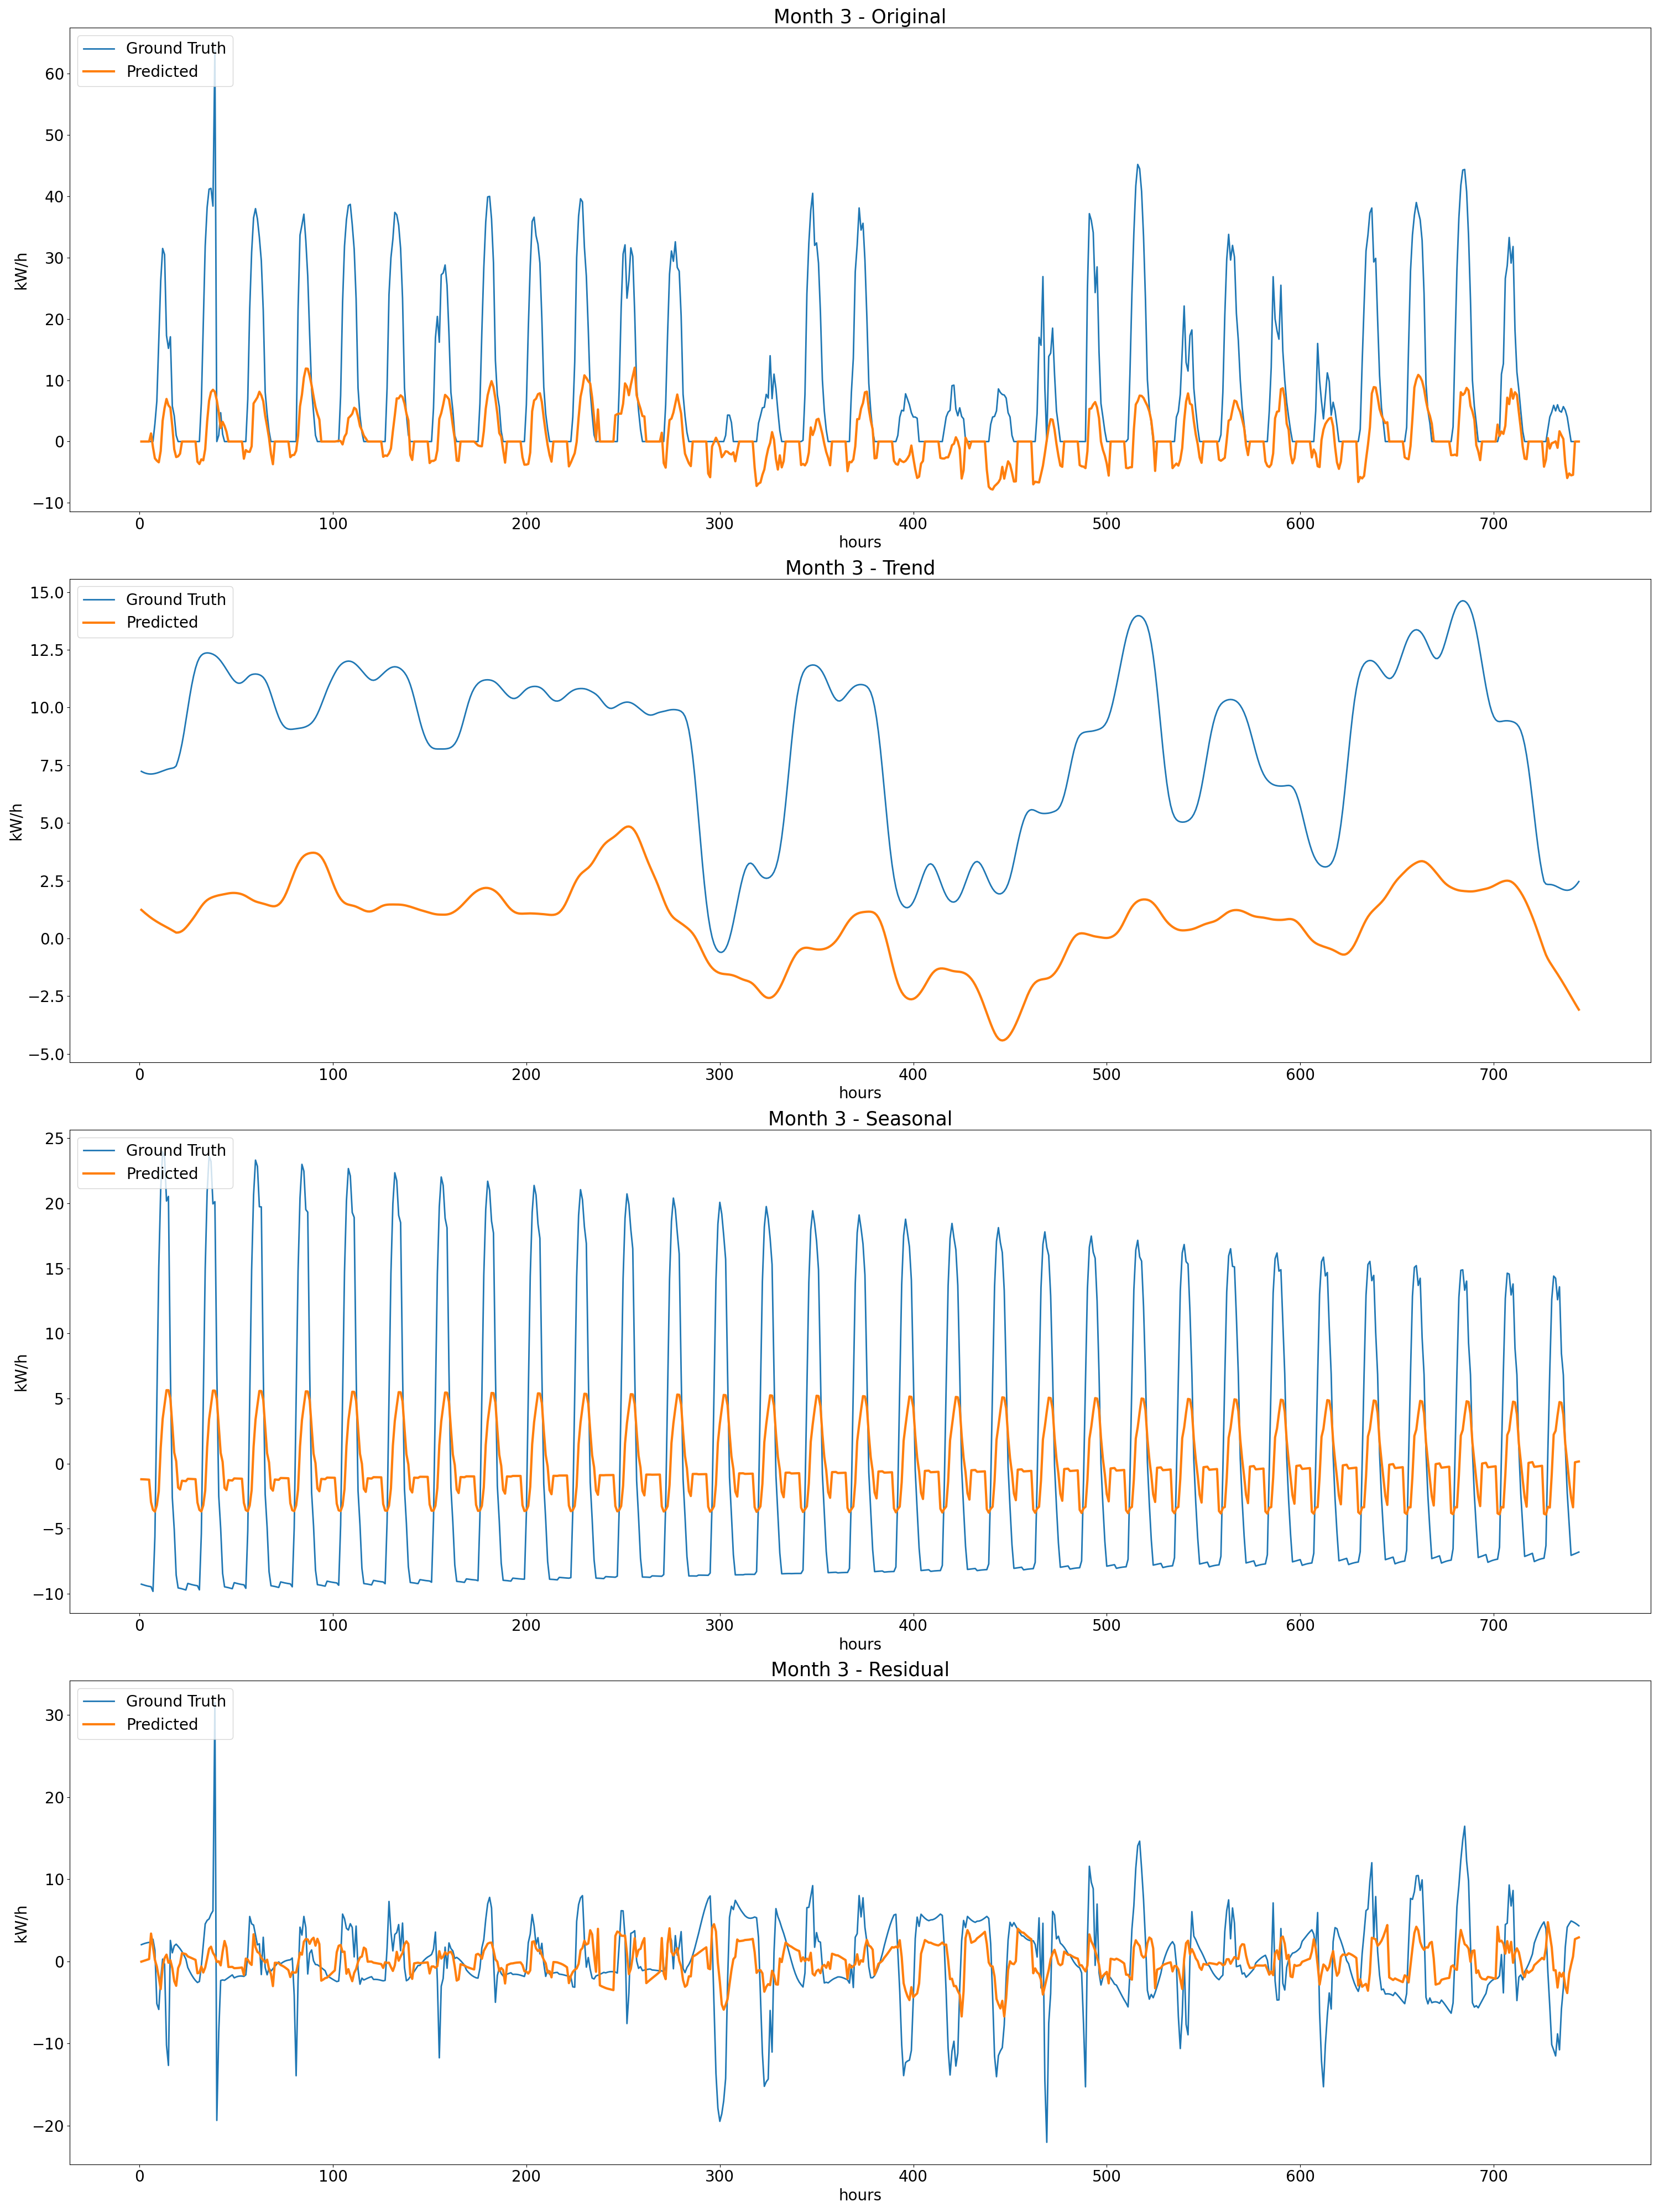 Month 3 - Original
Ground Truth
Predicted
60
50
40
30
20
10
0
−10
kW/h
0 100 200 300 400 500 600 700
hours
Month 3 - Trend
Ground Truth
Predicted
15.0
12.5
10.0
7.5
5.0
2.5
0.0
−2.5
−5.0
kW/h
0 100 200 300 400 500 600 700
hours
Month 3 - Seasonal
Ground Truth
Predicted
25
20
15
10
5
0
−5
−10
kW/h
0 100 200 300 400 500 600 700
hours
Month 3 - Residual
Ground Truth
Predicted
30
20
10
0
−10
−20
kW/h
0 100 200 300 400 500 600 700
hours